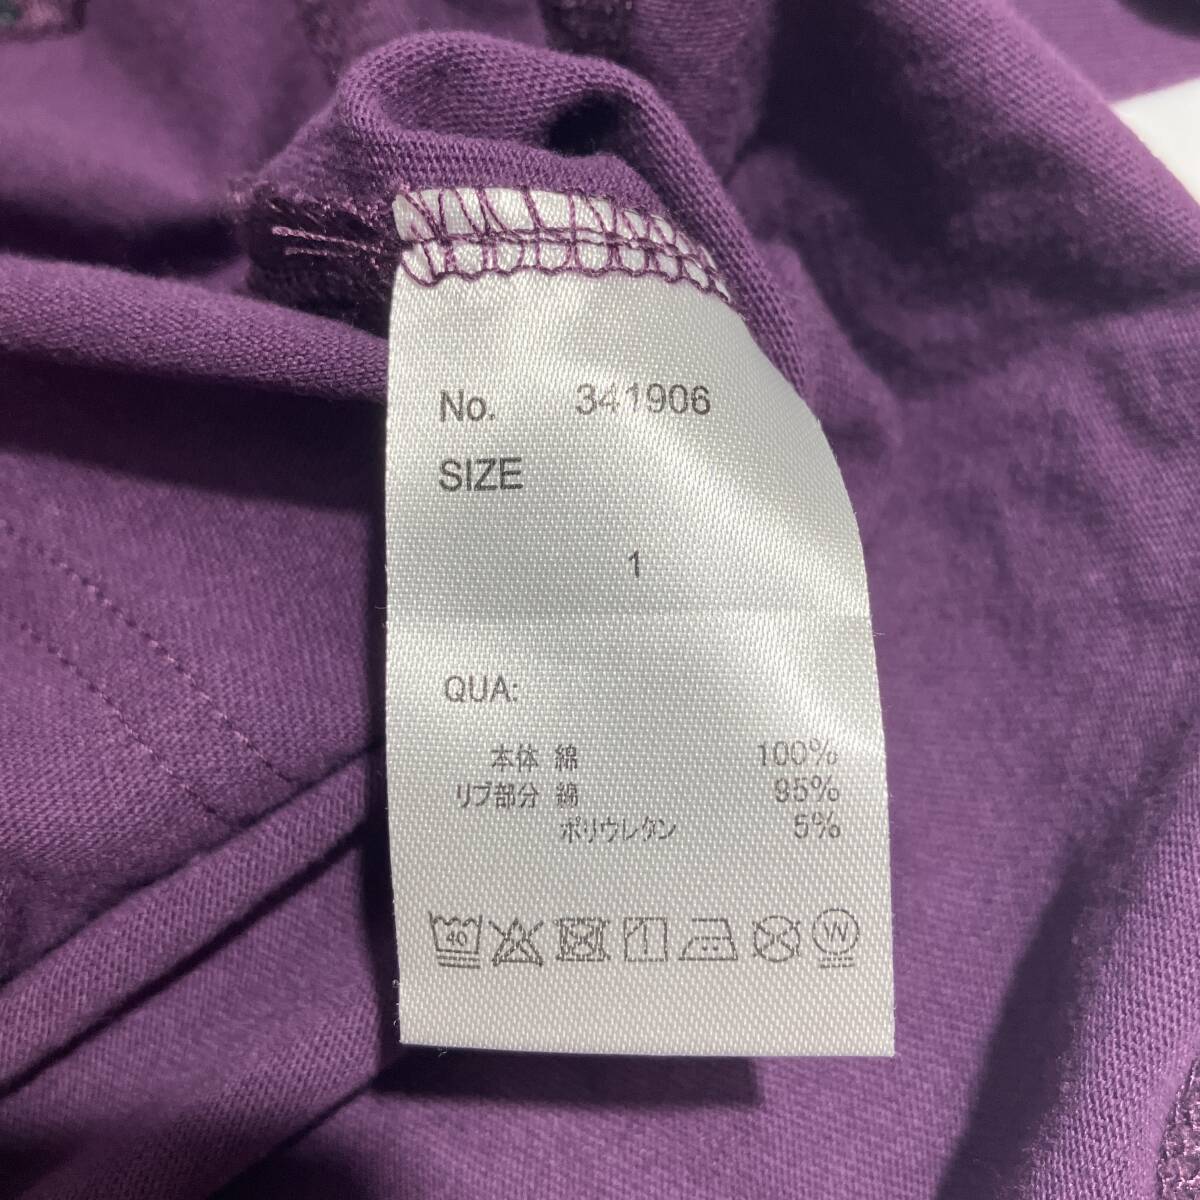 No. 341906
SIZE
1
QUA:
本体 綿 100%
リブ部分 綿 95%
ポリウレタン 5%
40
W